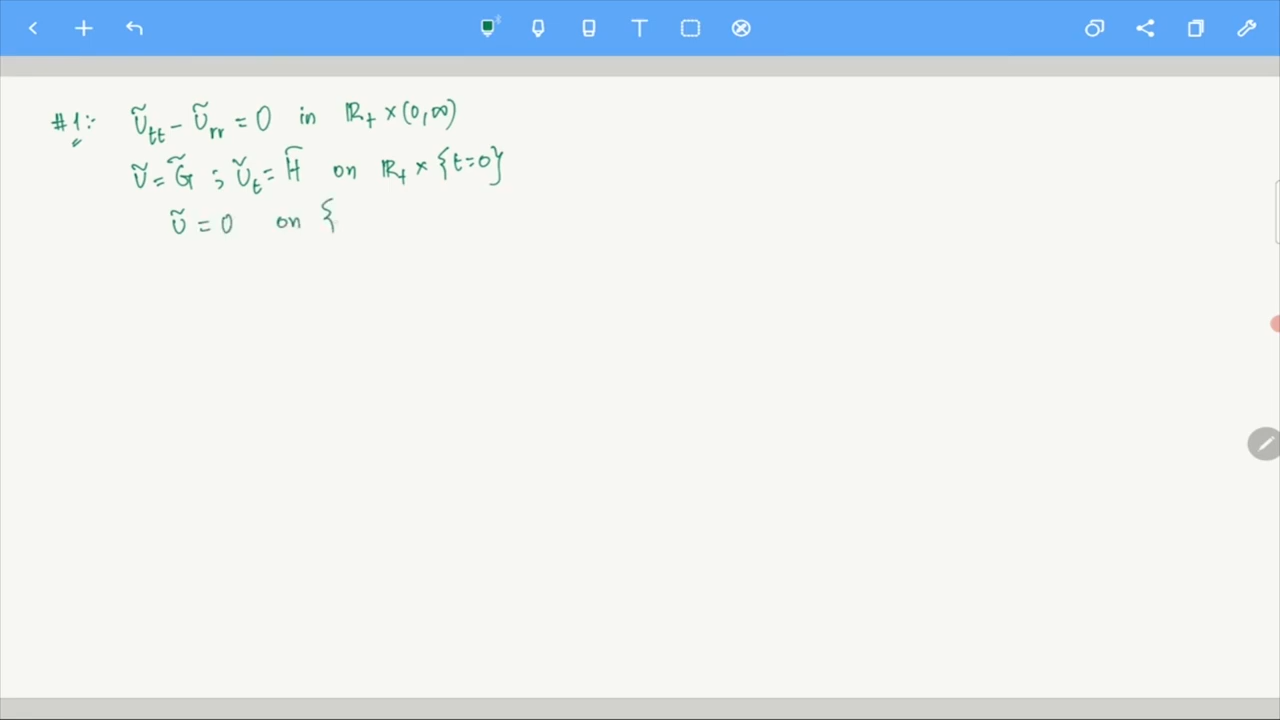 #1:- Ũ_tt - Ũ_rr = 0 in ℝ₊ × (0,∞)
Ũ = G̃ ; Ũ_t = H̃ on ℝ₊ × {t=0}
Ũ = 0 on {